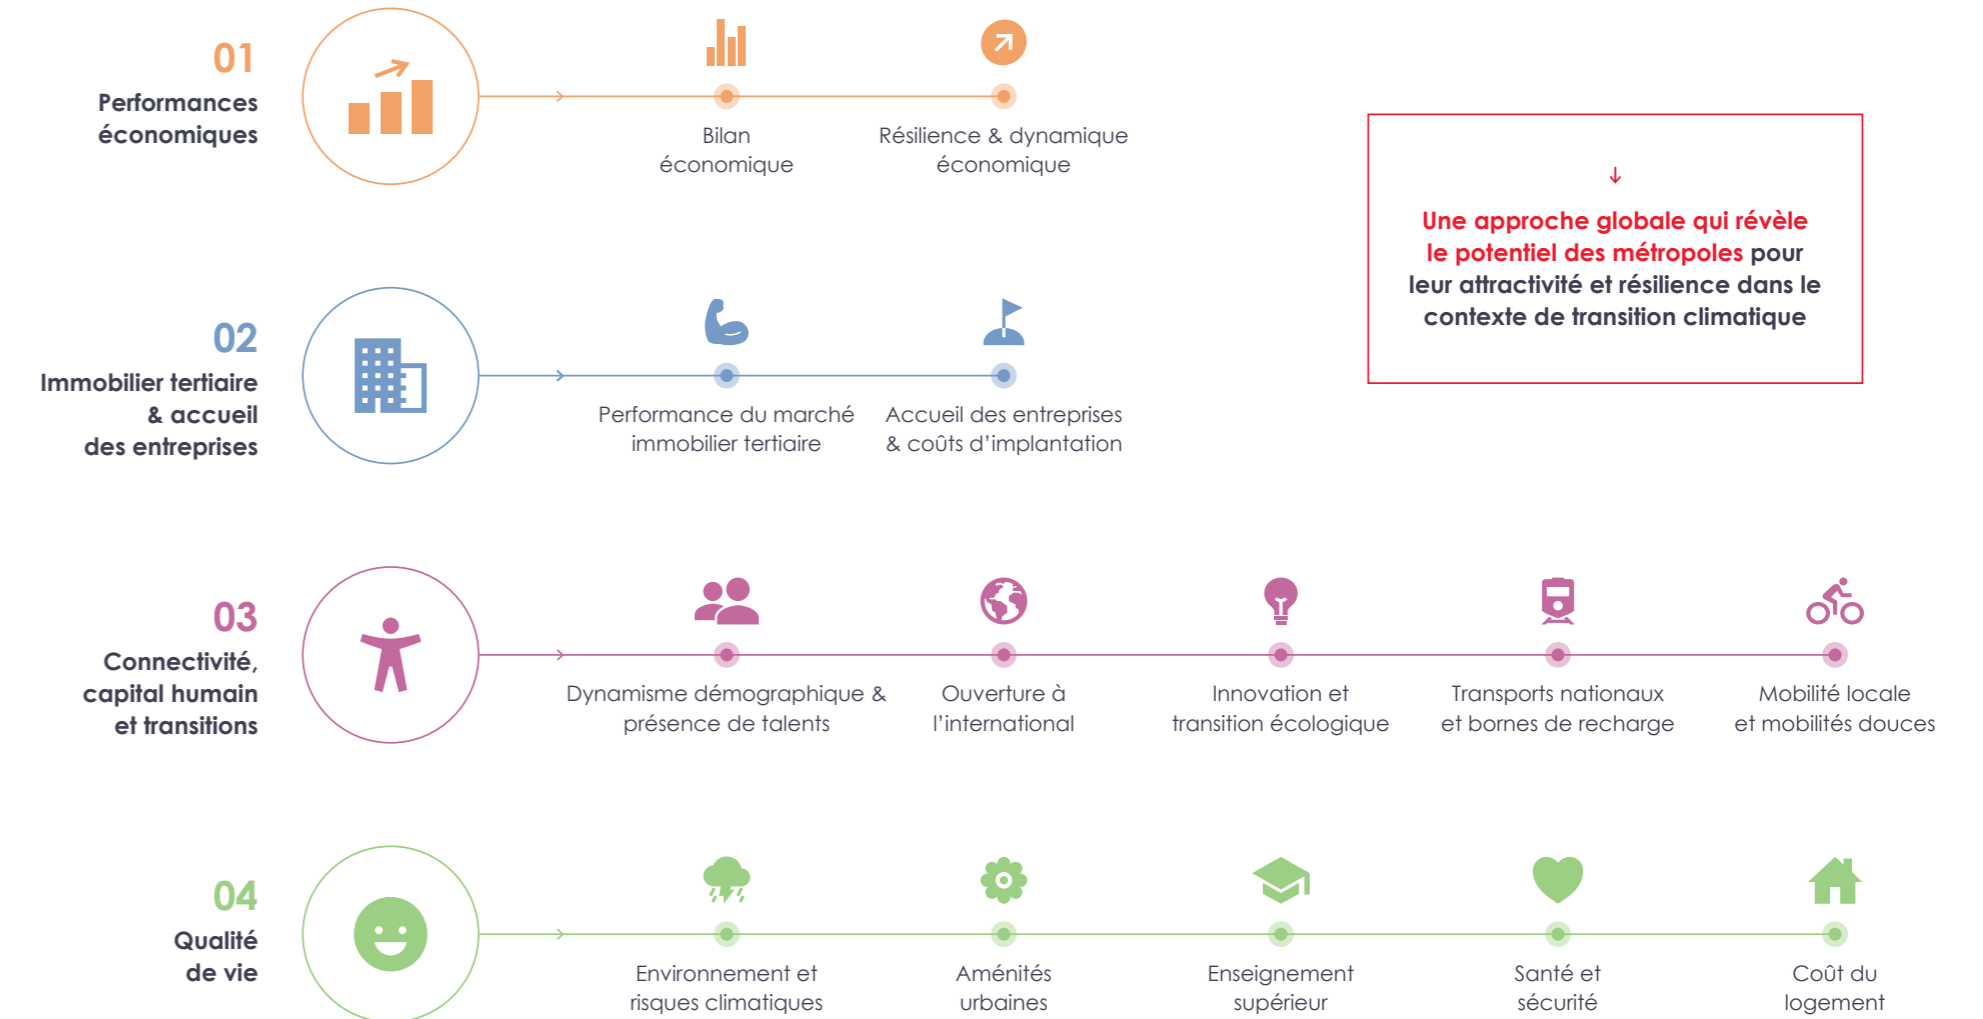 01
Performances
économiques
Bilan
économique
Résilience & dynamique
économique
↓
Une approche globale qui révèle
le potentiel des métropoles pour
leur attractivité et résilience dans le
contexte de transition climatique
02
Immobilier tertiaire
& accueil
des entreprises
Performance du marché
immobilier tertiaire
Accueil des entreprises
& coûts d’implantation
03
Connectivité,
capital humain
et transitions
Dynamisme démographique &
présence de talents
Ouverture à
l’international
Innovation et
transition écologique
Transports nationaux
et bornes de recharge
Mobilité locale
et mobilités douces
04
Qualité
de vie
Environnement et
risques climatiques
Aménités
urbaines
Enseignement
supérieur
Santé et
sécurité
Coût du
logement